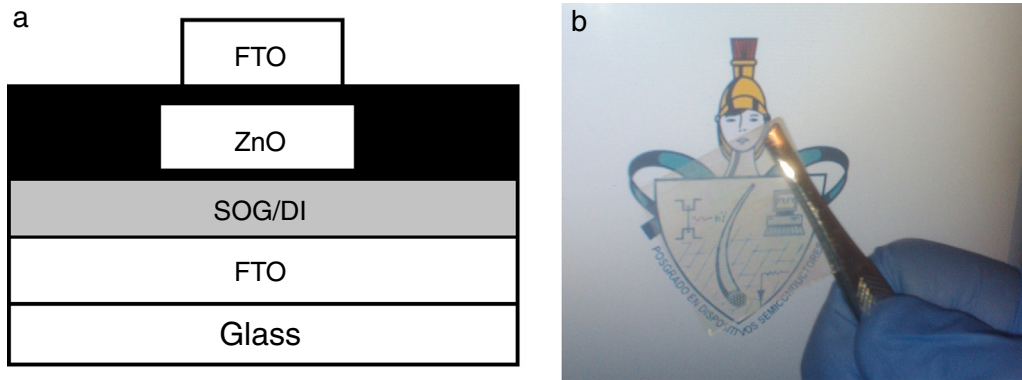 a
FTO
ZnO
SOG/DI
FTO
Glass
b
POSGRADO EN DISPOSITIVOS SEMICONDUCTORES